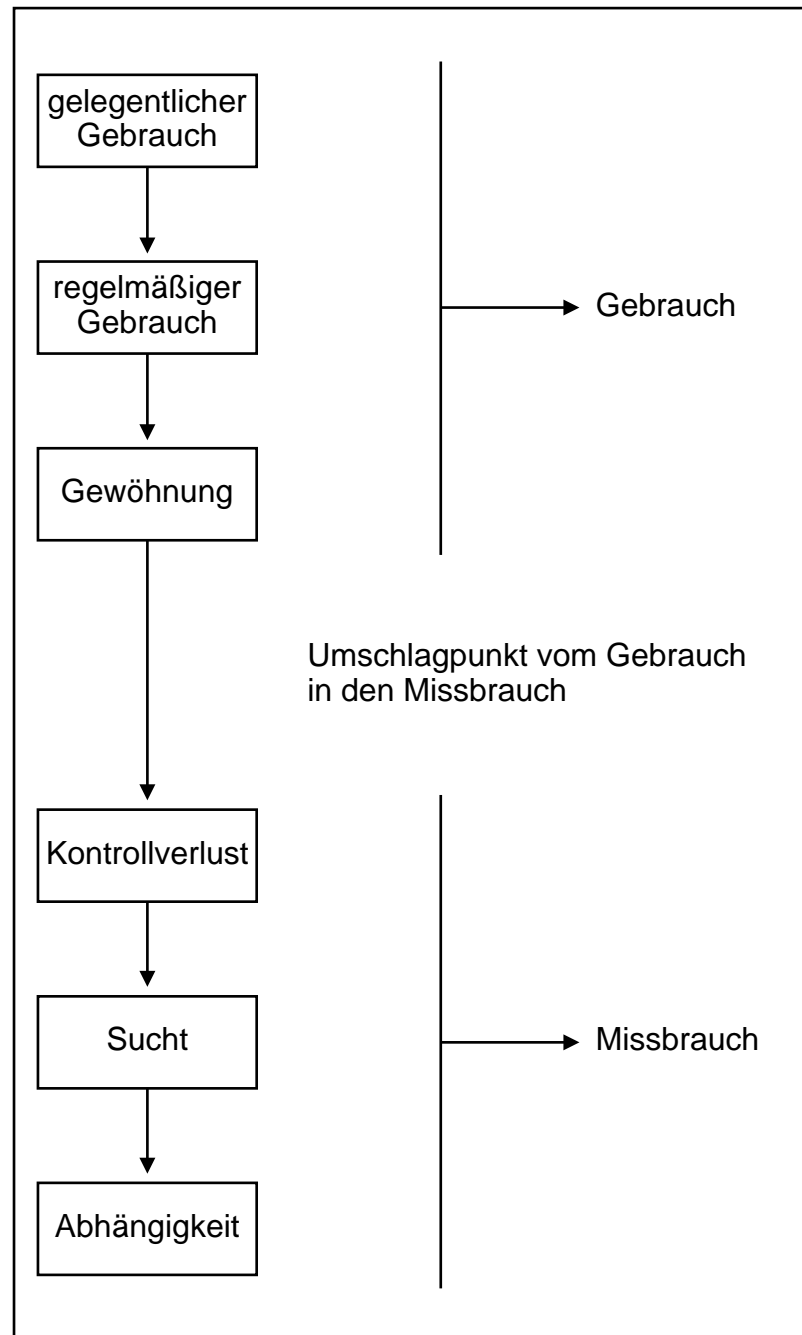 gelegentlicher
Gebrauch
regelmäßiger
Gebrauch
Gebrauch
Gewöhnung
Umschlagpunkt vom Gebrauch
in den Missbrauch
Kontrollverlust
Sucht
Missbrauch
Abhängigkeit